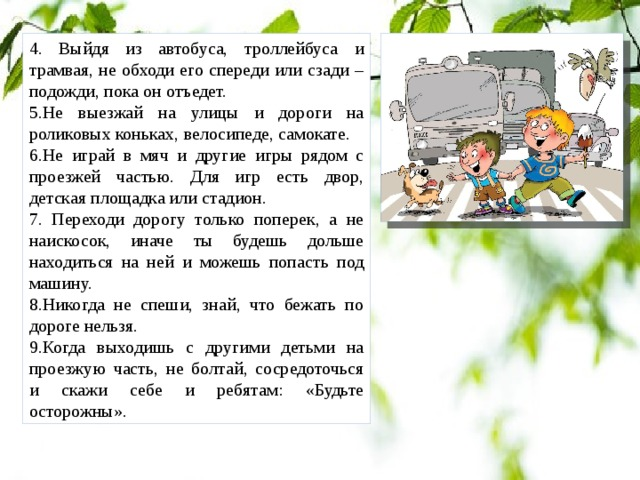 4. Выйдя из автобуса, троллейбуса и
трамвая, не обходи его спереди или сзади –
подожди, пока он отъедет.
5.Не выезжай на улицы и дороги на
роликовых коньках, велосипеде, самокате.
6.Не играй в мяч и другие игры рядом с
проезжей частью. Для игр есть двор,
детская площадка или стадион.
7. Переходи дорогу только поперек, а не
наискосок, иначе ты будешь дольше
находиться на ней и можешь попасть под
машину.
8.Никогда не спеши, знай, что бежать по
дороге нельзя.
9.Когда выходишь с другими детьми на
проезжую часть, не болтай, сосредоточься
и скажи себе и ребятам: «Будьте
осторожны».